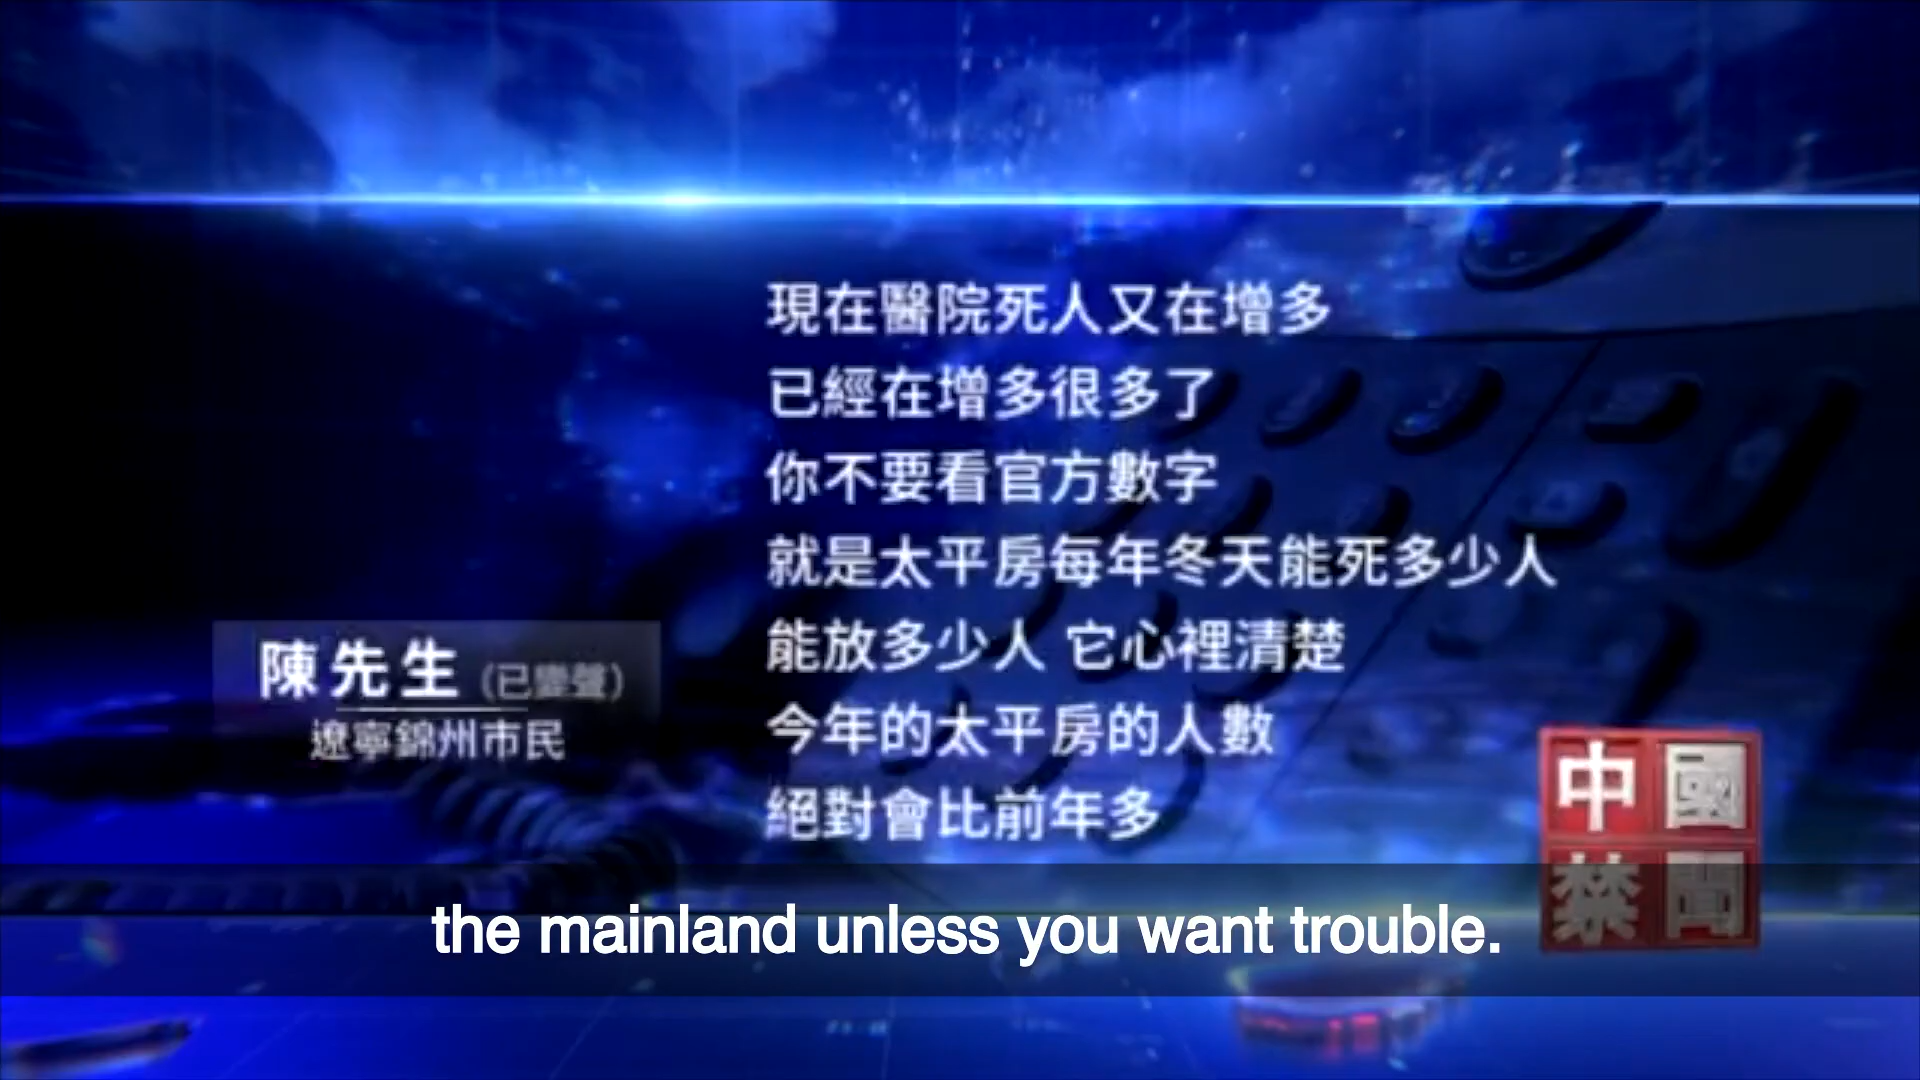 現在醫院死人又在增多
已經在增多很多了
你不要看官方數字
就是太平房每年冬天能死多少人
能放多少人 它心裡清楚
今年的太平房的人數
絕對會比前年多
陳先生 (已變聲)
遼寧錦州市民
中國
禁聞
the mainland unless you want trouble.